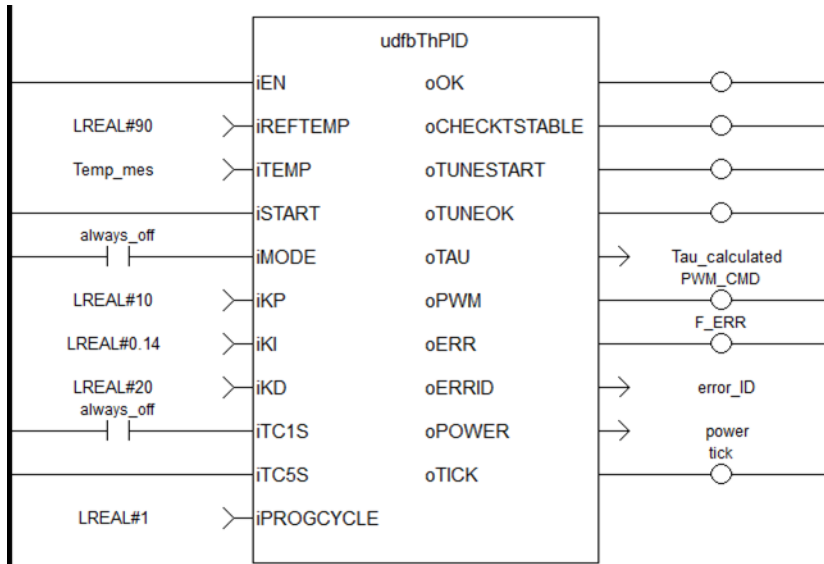 udfbThPID
iEN oOK
LREAL#90 iREFTEMP oCHECKTSTABLE
Temp_mes iTEMP oTUNESTART
iSTART oTUNEOK
always_off
iMODE oTAU Tau_calculated
PWM_CMD
LREAL#10 iKP oPWM
F_ERR
LREAL#0.14 iKI oERR
LREAL#20 iKD oERRID error_ID
always_off
iTC1S oPOWER power
tick
iTC5S oTICK
LREAL#1 iPROGCYCLE